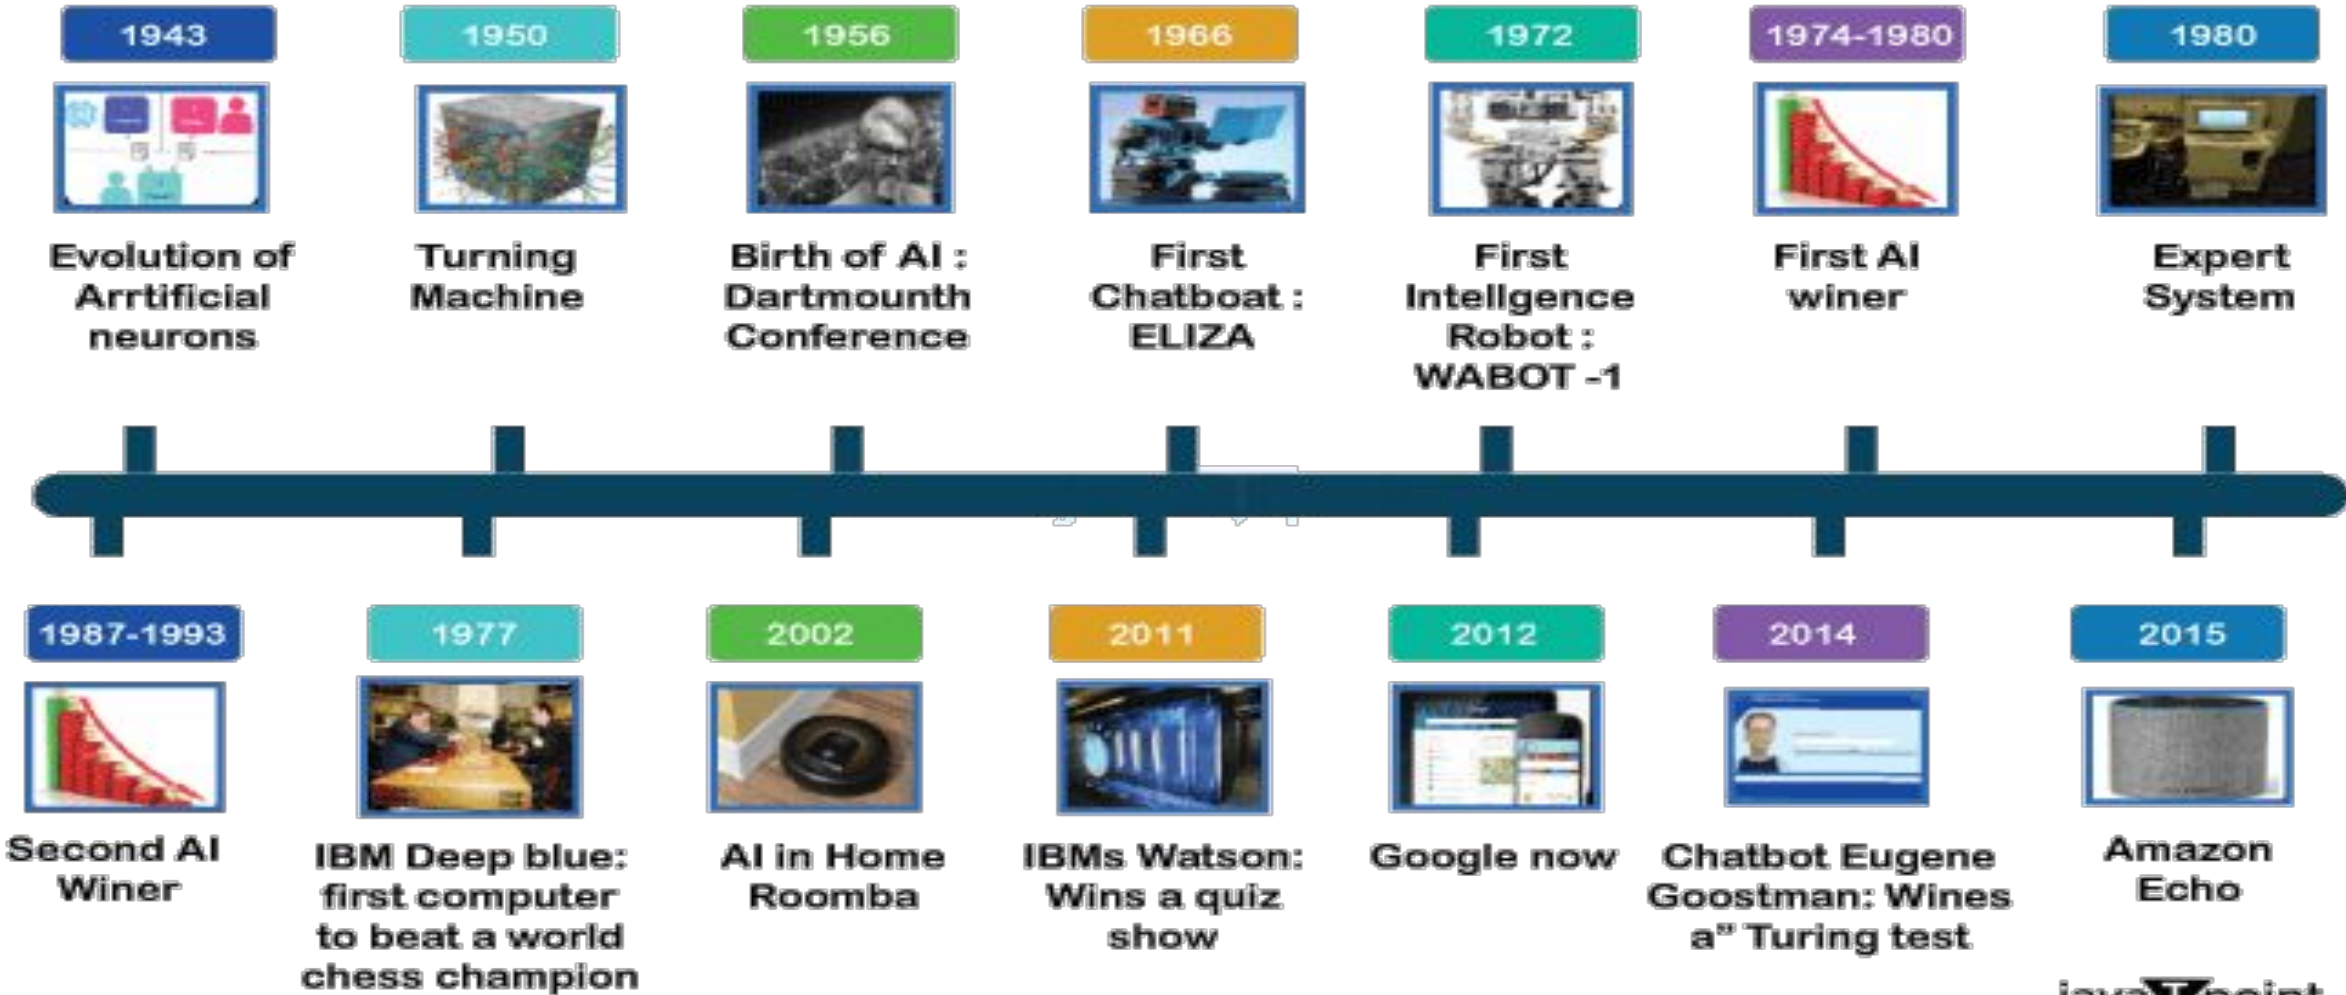 1943
1950
1956
1966
1972
1974-1980
1980
Evolution of
Arrtificial
neurons
Turning
Machine
Birth of AI :
Dartmounth
Conference
First
Chatboat :
ELIZA
First
Intellgence
Robot :
WABOT -1
First AI
winer
Expert
System
1987-1993
1977
2002
2011
2012
2014
2015
Second AI
Winer
IBM Deep blue:
first computer
to beat a world
chess champion
AI in Home
Roomba
IBMs Watson:
Wins a quiz
show
Google now
Chatbot Eugene
Goostman: Wines
a” Turing test
Amazon
Echo